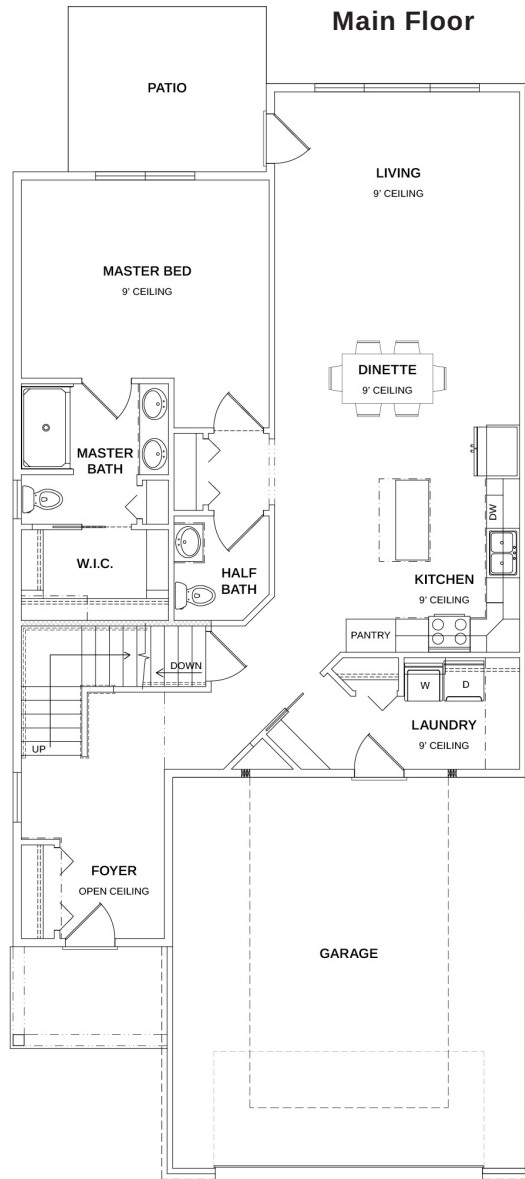 Main Floor
PATIO
LIVING
9' CEILING
MASTER BED
9' CEILING
DINETTE
9' CEILING
MASTER
BATH
DW
W.I.C.
HALF
BATH
KITCHEN
9' CEILING
PANTRY
DOWN
W
D
LAUNDRY
9' CEILING
UP
FOYER
OPEN CEILING
GARAGE